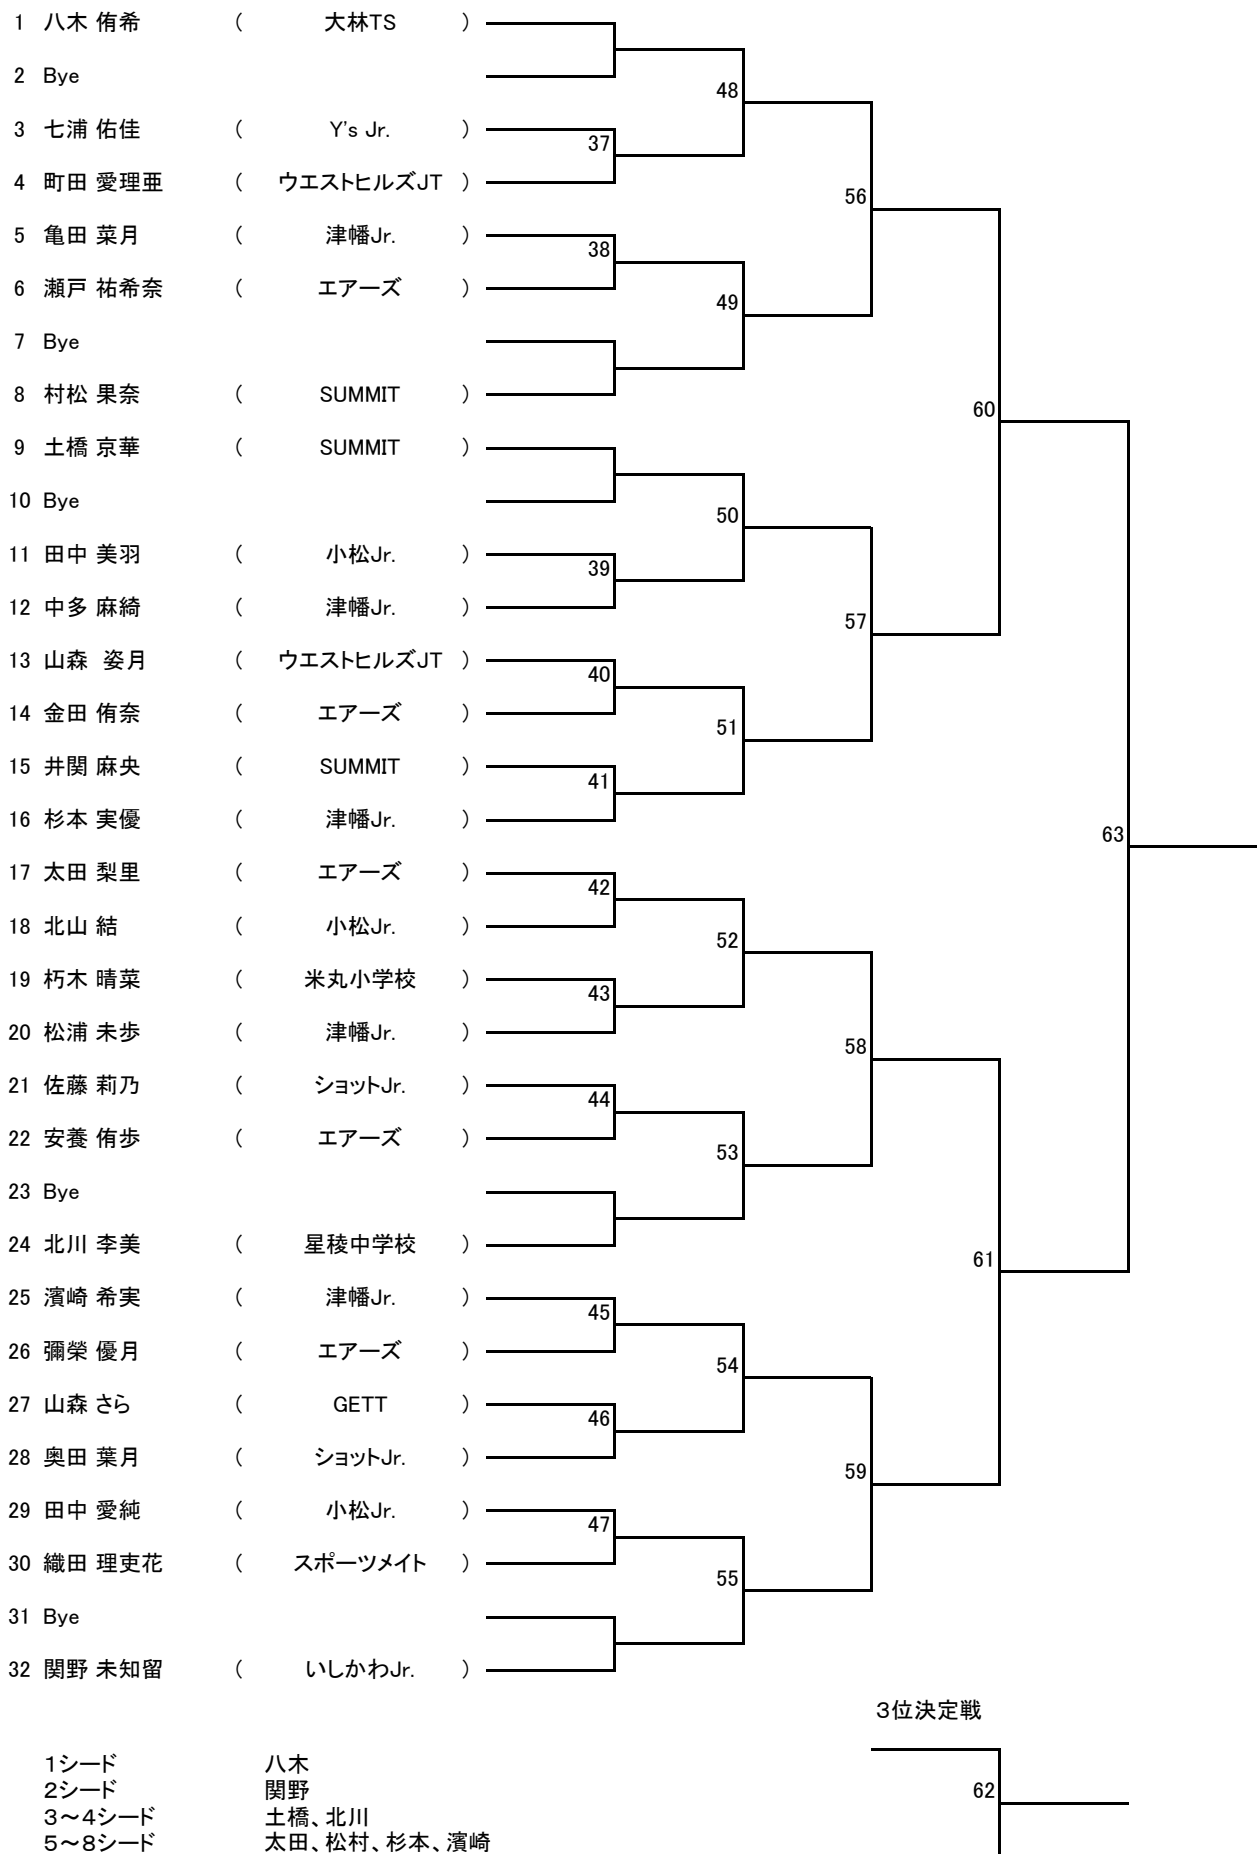 1 八木 侑希 ( 大林TS )
2 Bye
48
3 七浦 佑佳 ( Y's Jr. )
37
4 町田 愛理亜 ( ウエストヒルズJT )
56
5 亀田 菜月 ( 津幡Jr. )
38
6 瀬戸 祐希奈 ( エアーズ )
49
7 Bye
8 村松 果奈 ( SUMMIT )
60
9 土橋 京華 ( SUMMIT )
10 Bye
50
11 田中 美羽 ( 小松Jr. )
39
12 中多 麻綺 ( 津幡Jr. )
57
13 山森 姿月 ( ウエストヒルズJT )
40
14 金田 侑奈 ( エアーズ )
51
15 井関 麻央 ( SUMMIT )
41
16 杉本 実優 ( 津幡Jr. )
63
17 太田 梨里 ( エアーズ )
42
18 北山 結 ( 小松Jr. )
52
19 朽木 晴菜 ( 米丸小学校 )
43
20 松浦 未歩 ( 津幡Jr. )
58
21 佐藤 莉乃 ( ショットJr. )
44
22 安養 侑歩 ( エアーズ )
53
23 Bye
24 北川 李美 ( 星稜中学校 )
61
25 濱崎 希実 ( 津幡Jr. )
45
26 彌榮 優月 ( エアーズ )
54
27 山森 さら ( GETT )
46
28 奥田 葉月 ( ショットJr. )
59
29 田中 愛純 ( 小松Jr. )
47
30 織田 理吏花 ( スポーツメイト )
55
31 Bye
32 関野 未知留 ( いしかわJr. )
3位決定戦
1シード 八木
2シード 関野
62
3～4シード 土橋、北川
5～8シード 太田、松村、杉本、濱崎